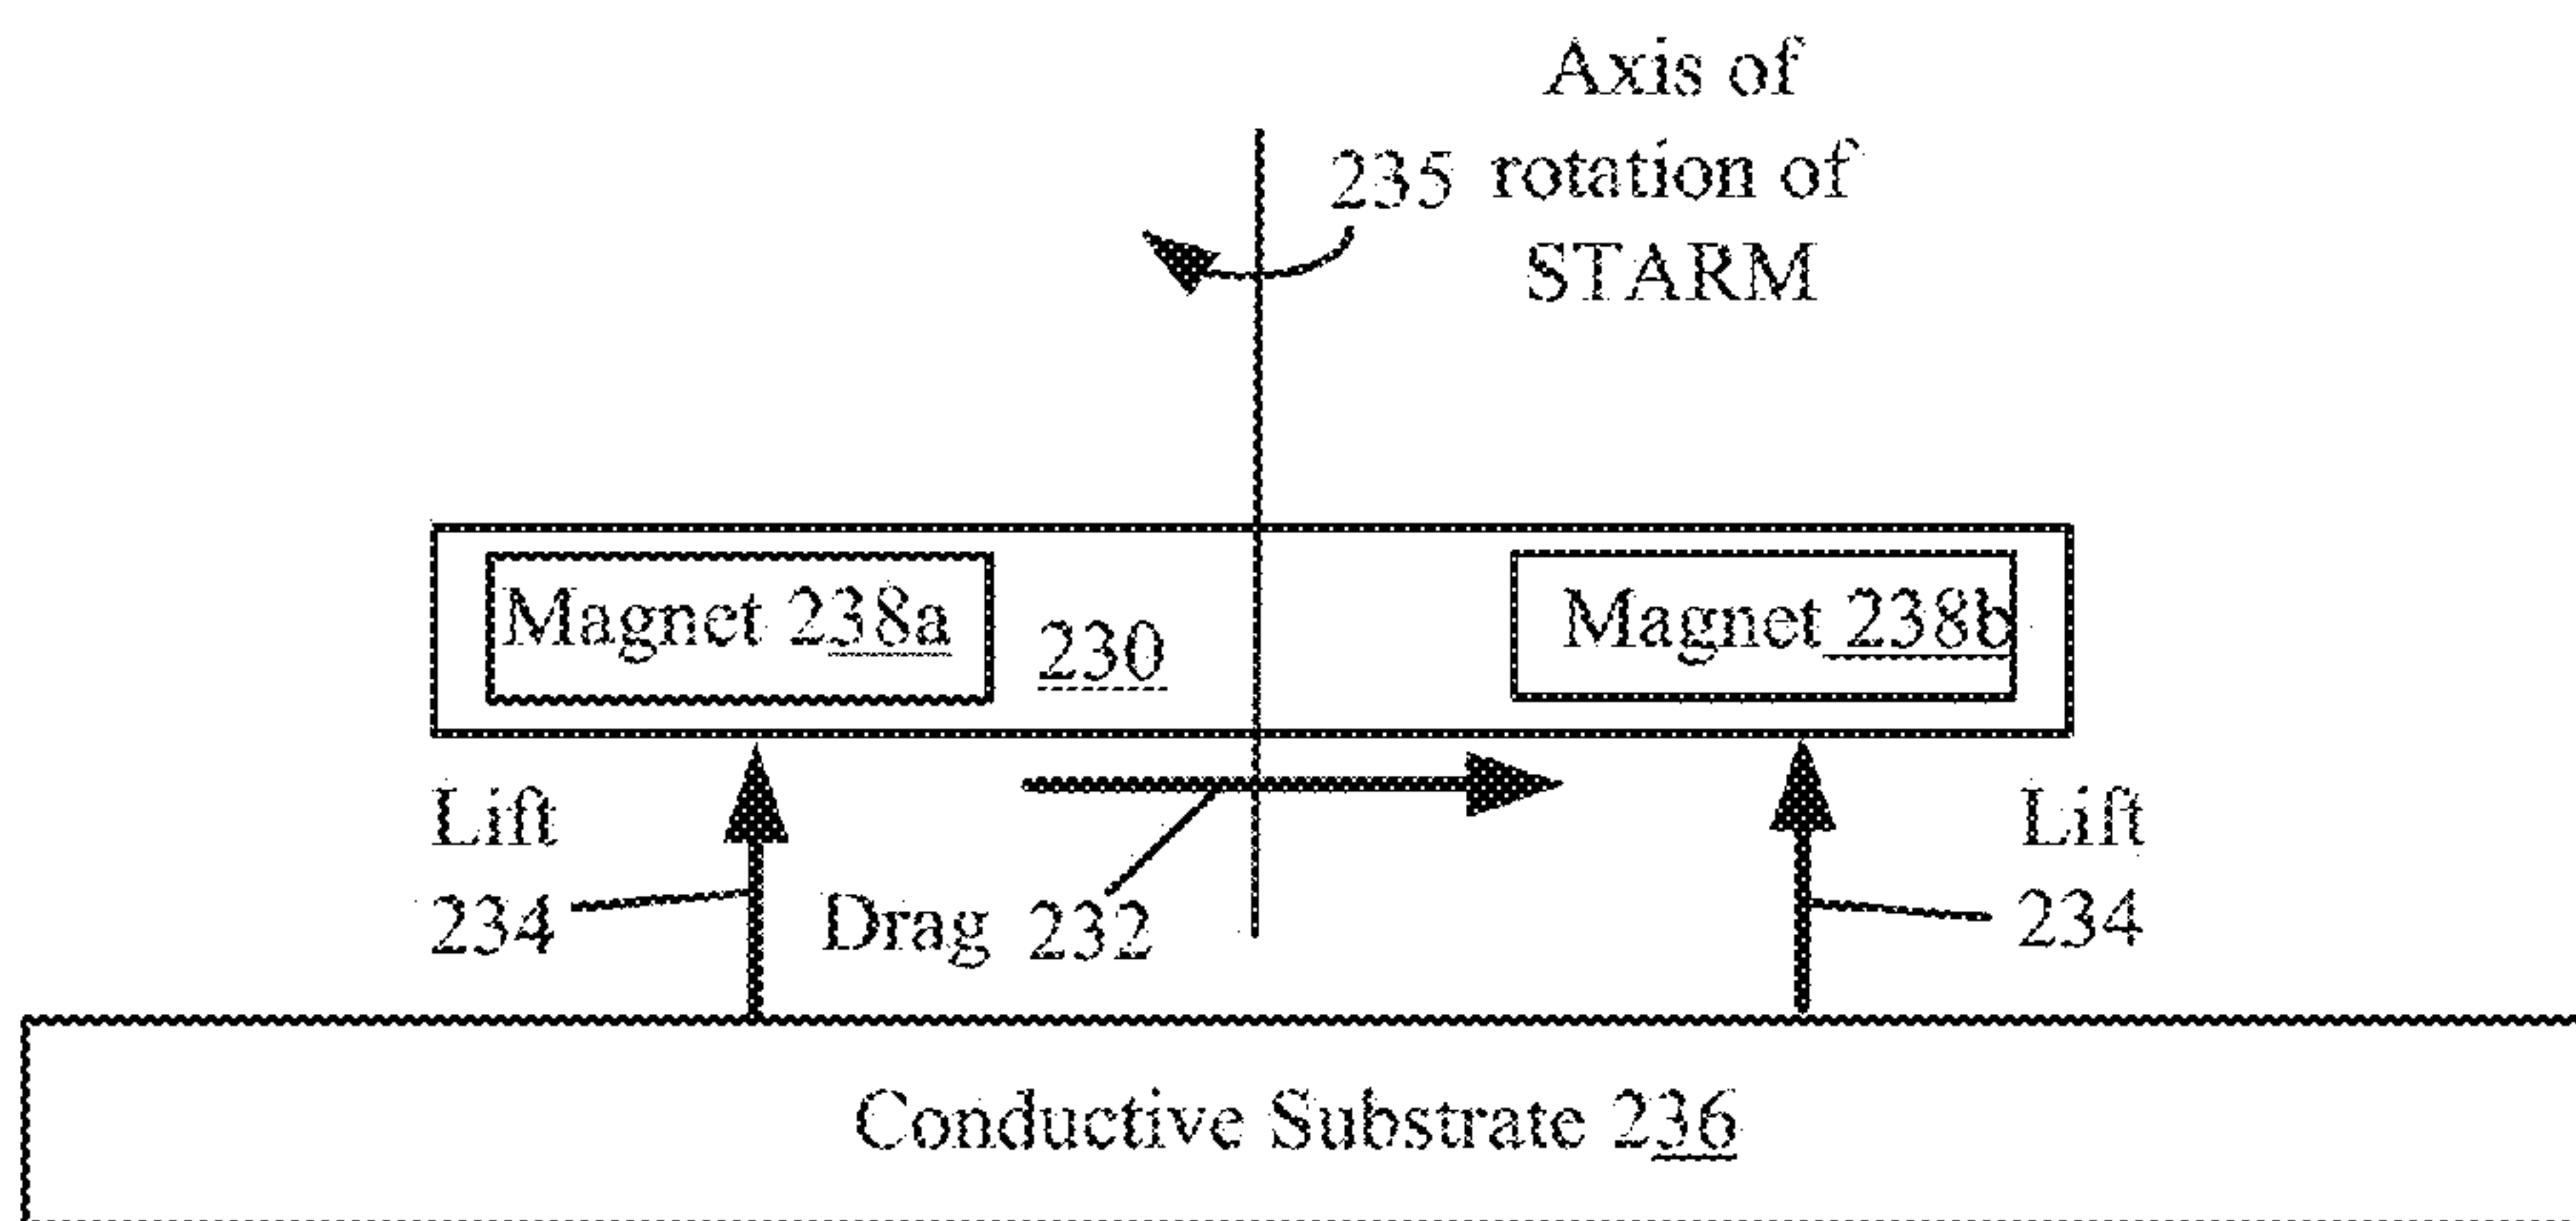 Axis of
235 rotation of
STARM
Magnet 238a
230
Magnet 238b
Lift
234
Drag 232
Lift
234
Conductive Substrate 236